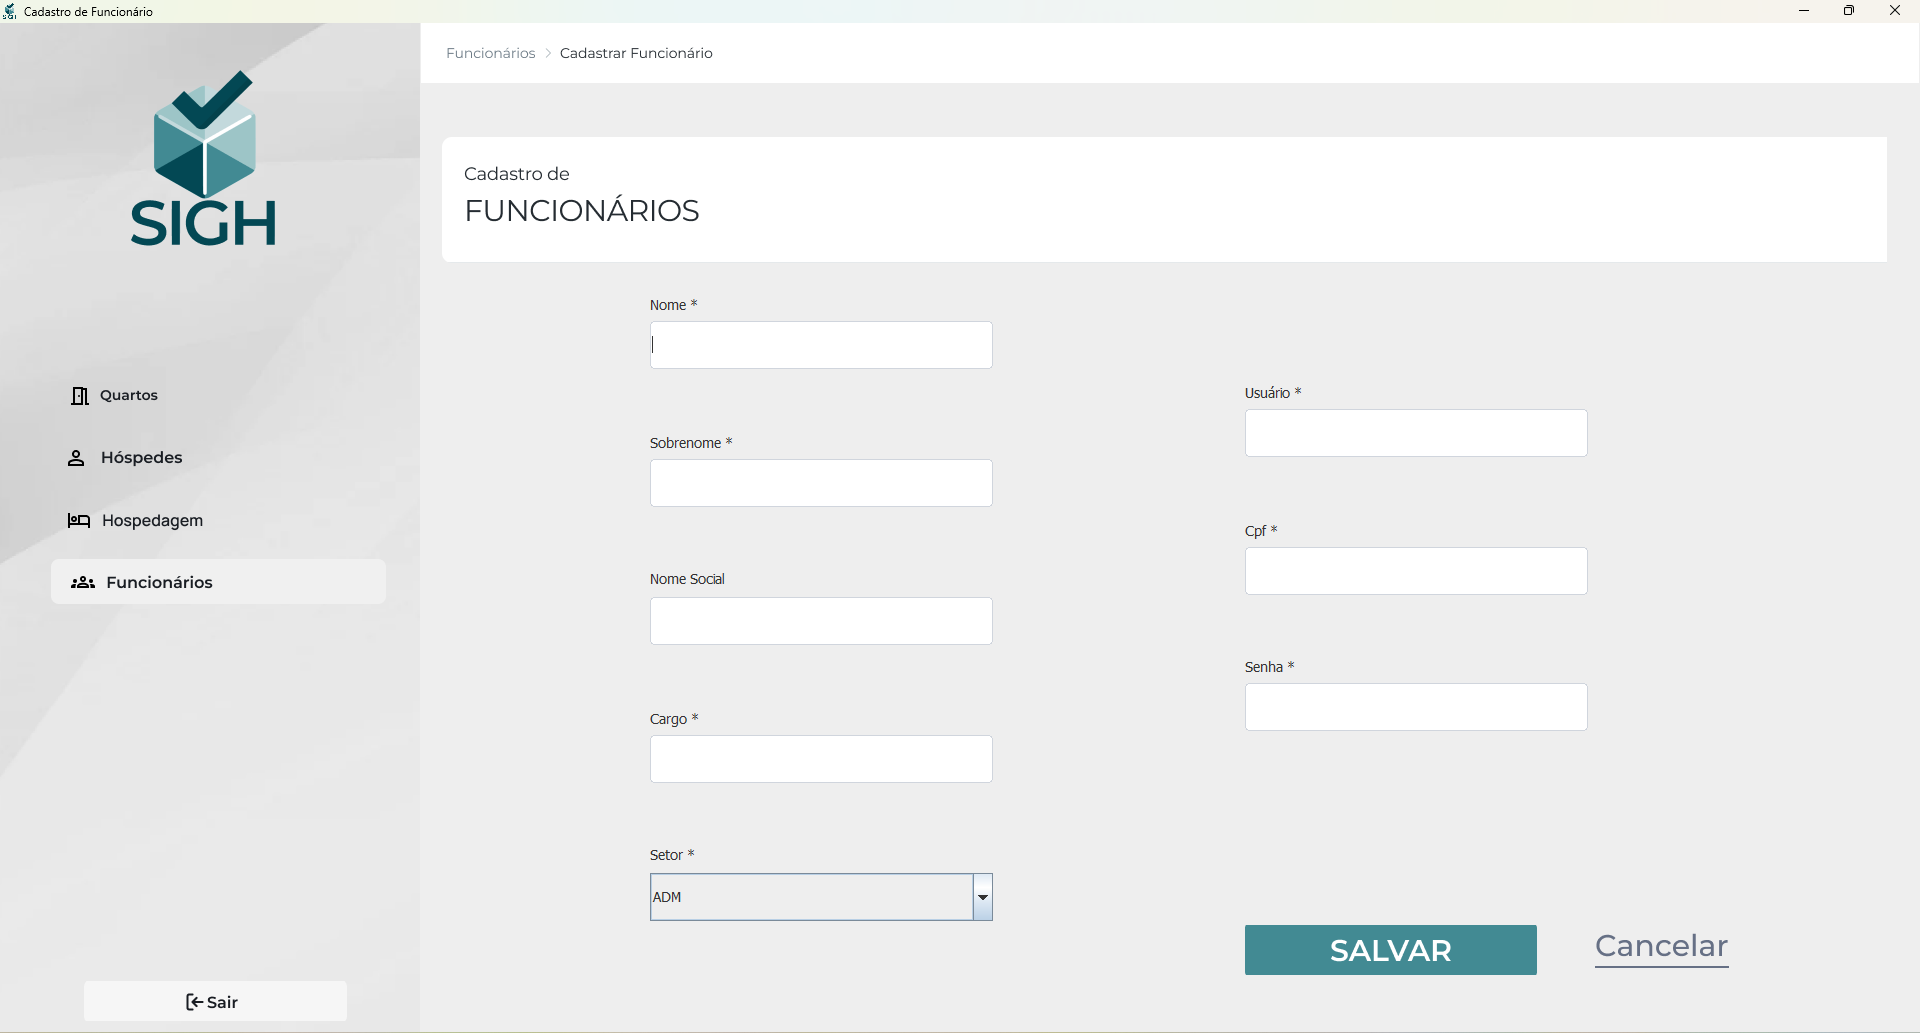 Cadastro de Funcionário
SIGH
Quartos
Hóspedes
Hospedagem
Funcionários
Sair
Funcionários > Cadastrar Funcionário
Cadastro de
FUNCIONÁRIOS
Nome *
Sobrenome *
Nome Social
Cargo *
Setor *
ADM
Usuário *
Cpf *
Senha *
SALVAR
Cancelar